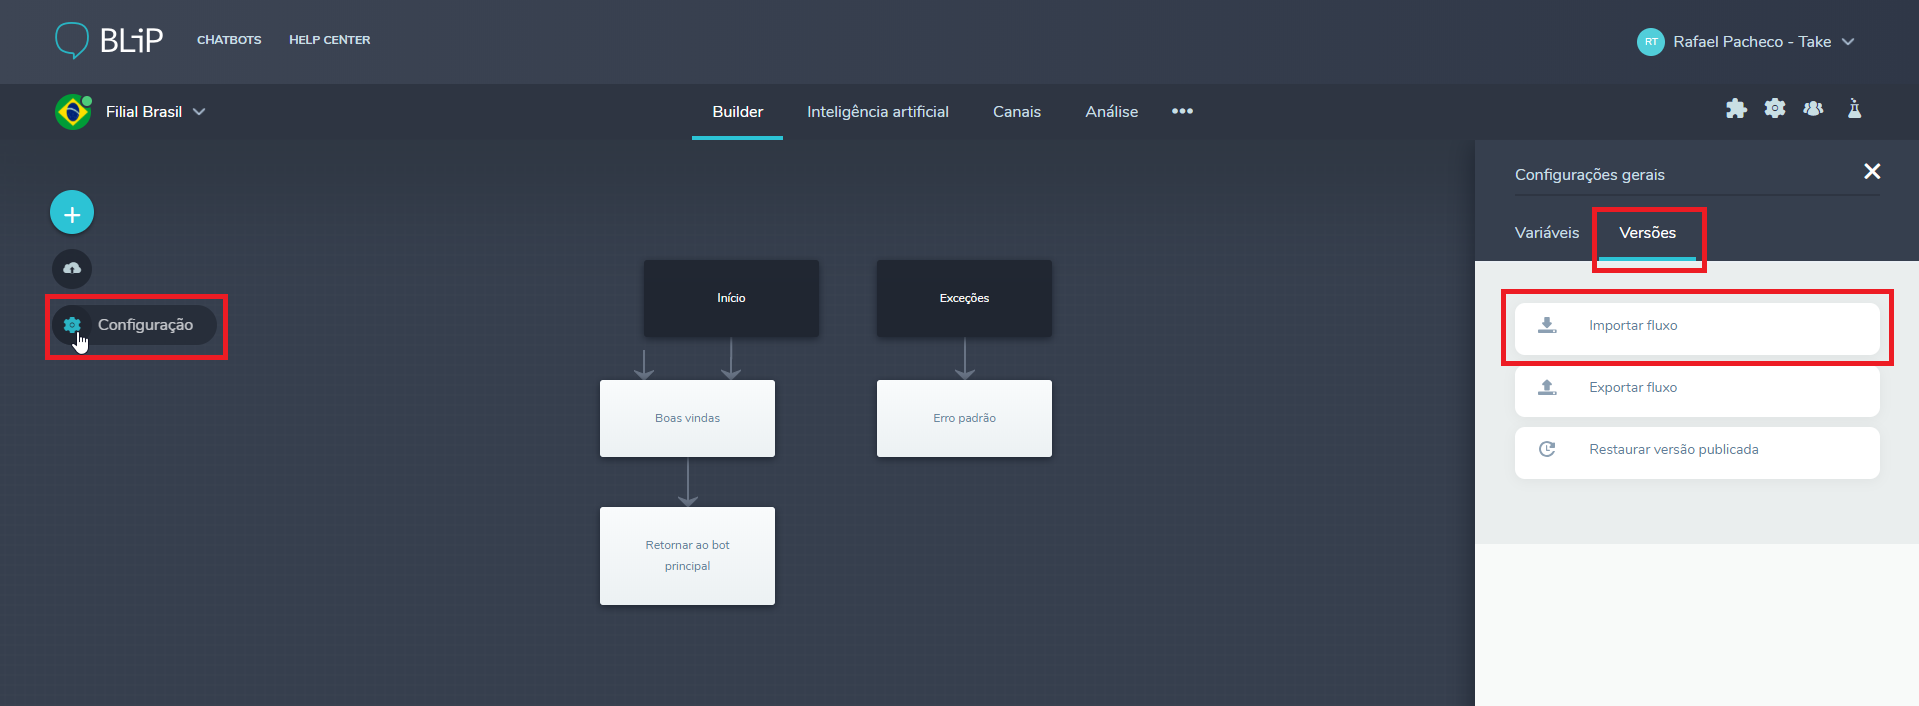 BLiP
CHATBOTS
HELP CENTER
RT
Rafael Pacheco - Take
Filial Brasil
Builder
Inteligência artificial
Canais
Análise
Configurações gerais
Variáveis
Versões
Início
Exceções
Configuração
Importar fluxo
Exportar fluxo
Boas vindas
Erro padrão
Restaurar versão publicada
Retornar ao bot
principal